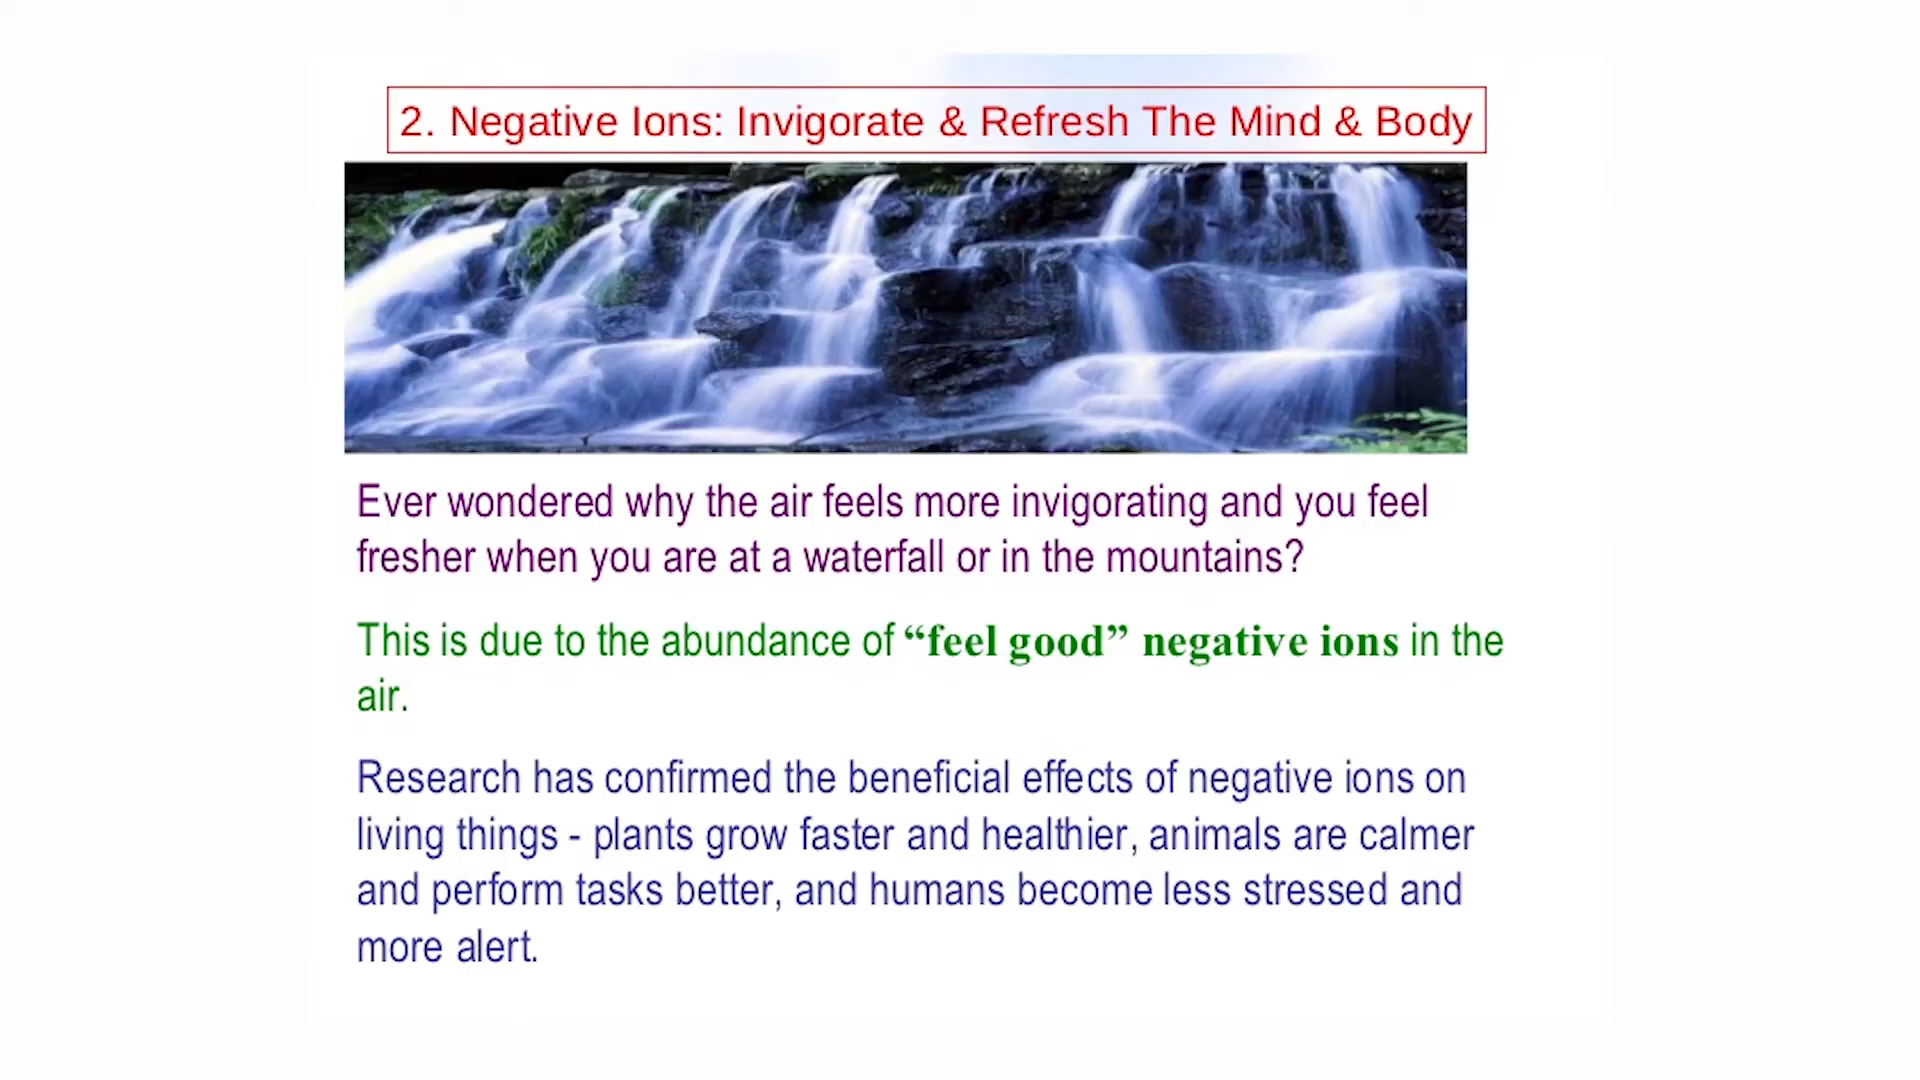 2. Negative Ions: Invigorate & Refresh The Mind & Body
Ever wondered why the air feels more invigorating and you feel
fresher when you are at a waterfall or in the mountains?
This is due to the abundance of “feel good” negative ions in the
air.
Research has confirmed the beneficial effects of negative ions on
living things - plants grow faster and healthier, animals are calmer
and perform tasks better, and humans become less stressed and
more alert.